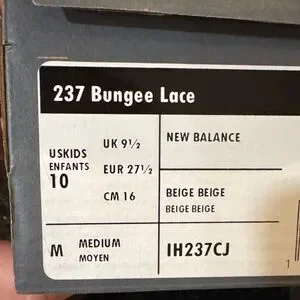 237 Bungee Lace
USKIDS
ENFANTS
10
UK 9½
EUR 27½
CM 16
NEW BALANCE
BEIGE BEIGE
BEIGE BEIGE
M
MEDIUM
MOYEN
IH237CJ
1